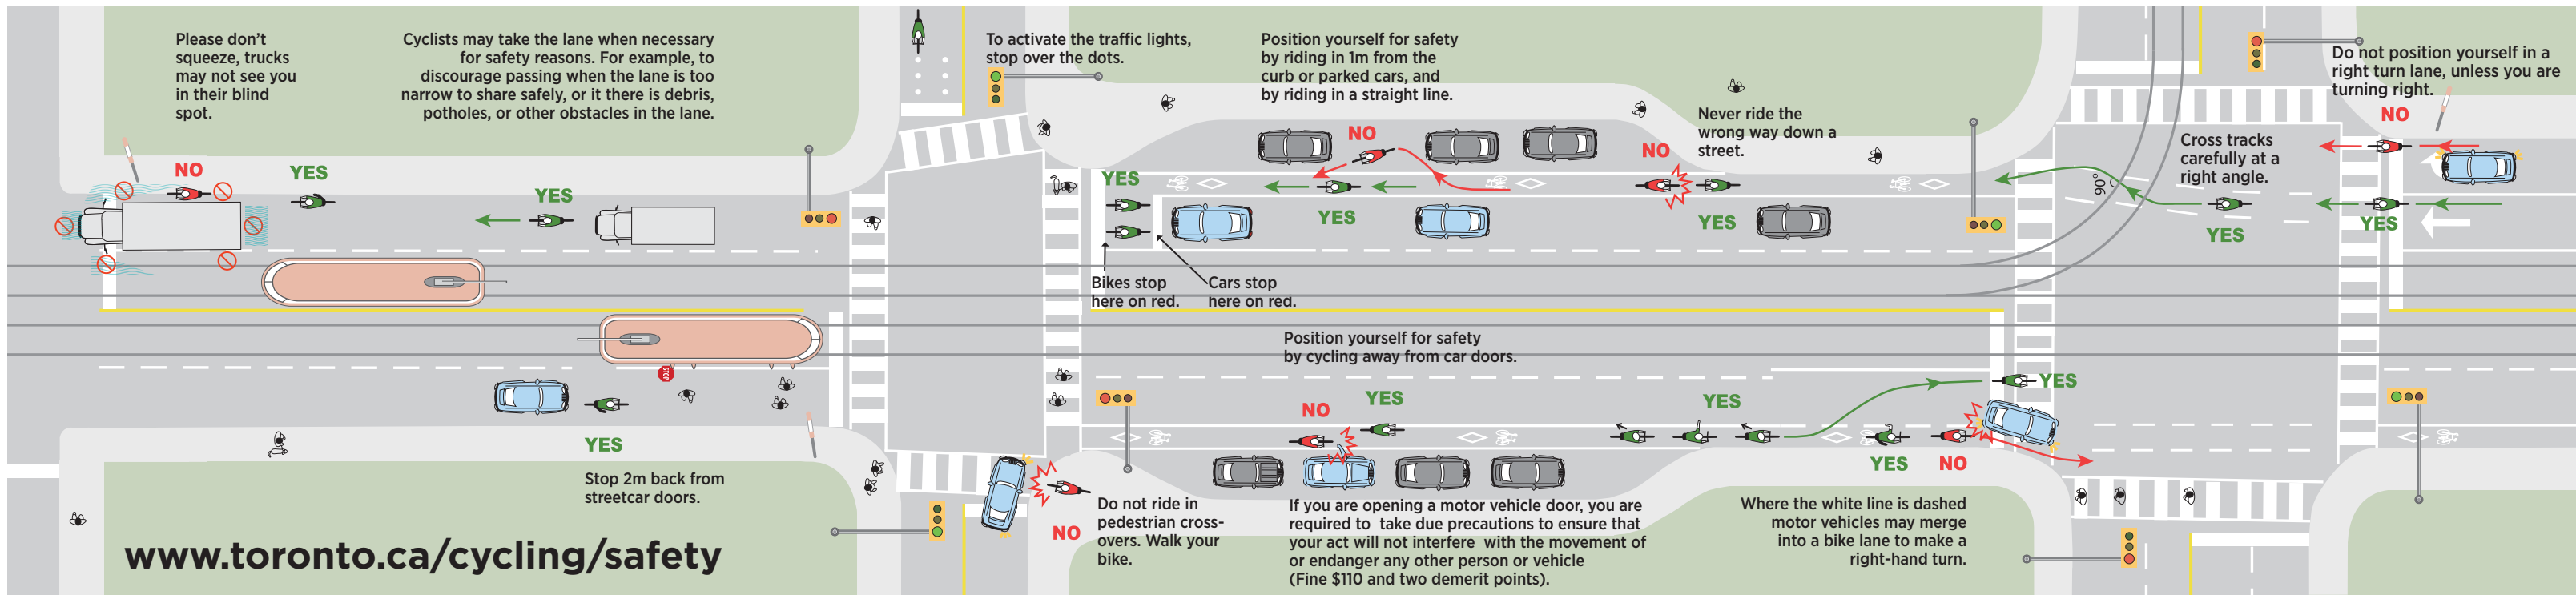 Please don't
squeeze, trucks
may not see you
in their blind
spot.
NO
YES
Cyclists may take the lane when necessary
for safety reasons. For example, to
discourage passing when the lane is too
narrow to share safely, or it there is debris,
potholes, or other obstacles in the lane.
YES
To activate the traffic lights,
stop over the dots.
YES
Bikes stop
here on red.
Cars stop
here on red.
Position yourself for safety
by riding in 1m from the
curb or parked cars, and
by riding in a straight line.
NO
YES
Never ride the
wrong way down a
street.
NO
YES
Cross tracks
carefully at a
right angle.
90°
YES
Do not position yourself in a
right turn lane, unless you are
turning right.
NO
YES
STOP
YES
Stop 2m back from
streetcar doors.
www.toronto.ca/cycling/safety
NO
Do not ride in
pedestrian cross-
overs. Walk your
bike.
Position yourself for safety
by cycling away from car doors.
NO
YES
If you are opening a motor vehicle door, you are
required to take due precautions to ensure that
your act will not interfere with the movement of
or endanger any other person or vehicle
(Fine $110 and two demerit points).
YES
YES
YES
NO
Where the white line is dashed
motor vehicles may merge
into a bike lane to make a
right-hand turn.